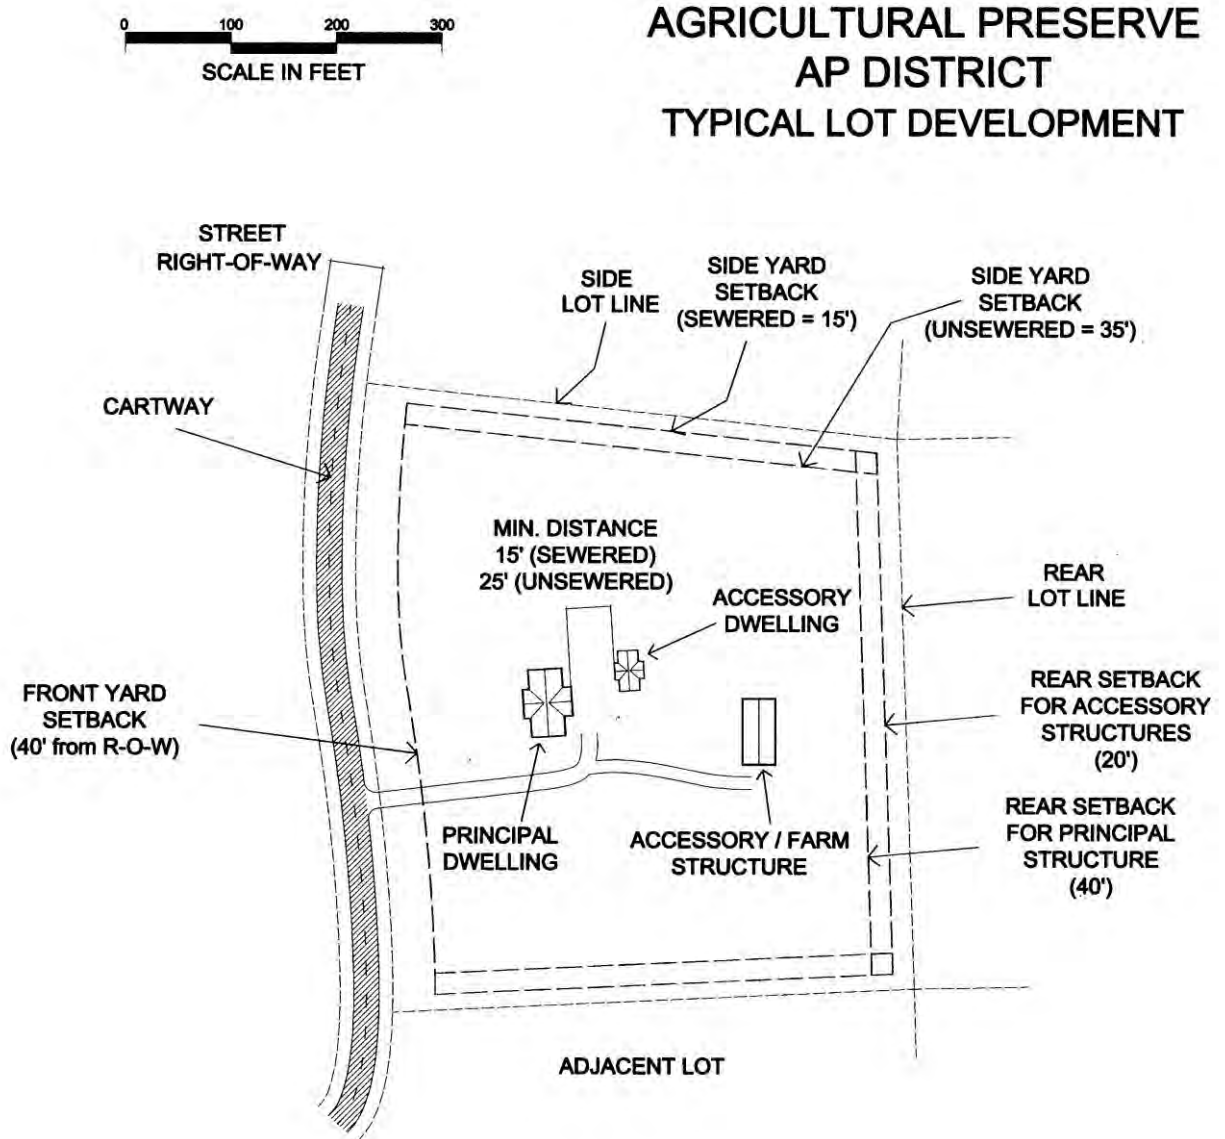 0 100 200 300
SCALE IN FEET
AGRICULTURAL PRESERVE
AP DISTRICT
TYPICAL LOT DEVELOPMENT
STREET
RIGHT-OF-WAY
SIDE
LOT LINE
SIDE YARD
SETBACK
(SEWERED = 15')
SIDE YARD
SETBACK
(UNSEWERED = 35')
CARTWAY
MIN. DISTANCE
15' (SEWERED)
25' (UNSEWERED)
ACCESSORY
DWELLING
REAR
LOT LINE
FRONT YARD
SETBACK
(40' from R-O-W)
REAR SETBACK
FOR ACCESSORY
STRUCTURES
(20')
PRINCIPAL
DWELLING
ACCESSORY / FARM
STRUCTURE
REAR SETBACK
FOR PRINCIPAL
STRUCTURE
(40')
ADJACENT LOT